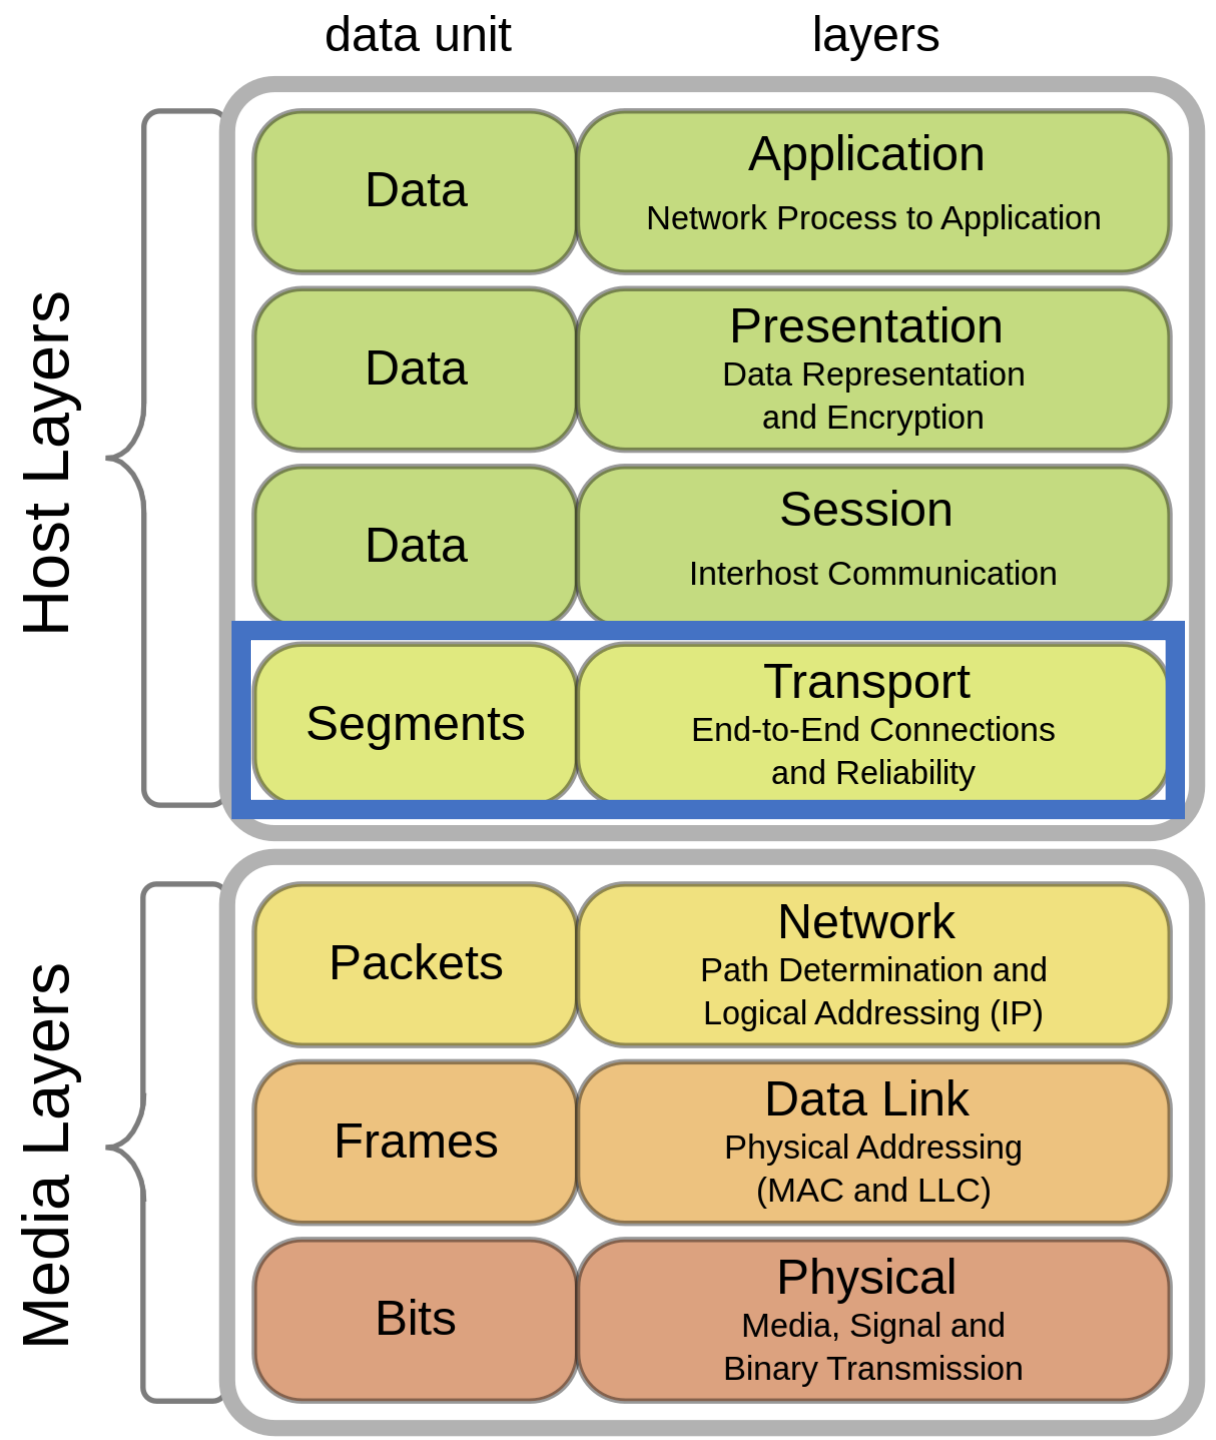 data unit
layers
Host Layers
Data
Application
Network Process to Application
Data
Presentation
Data Representation
and Encryption
Data
Session
Interhost Communication
Segments
Transport
End-to-End Connections
and Reliability
Media Layers
Packets
Network
Path Determination and
Logical Addressing (IP)
Frames
Data Link
Physical Addressing
(MAC and LLC)
Bits
Physical
Media, Signal and
Binary Transmission